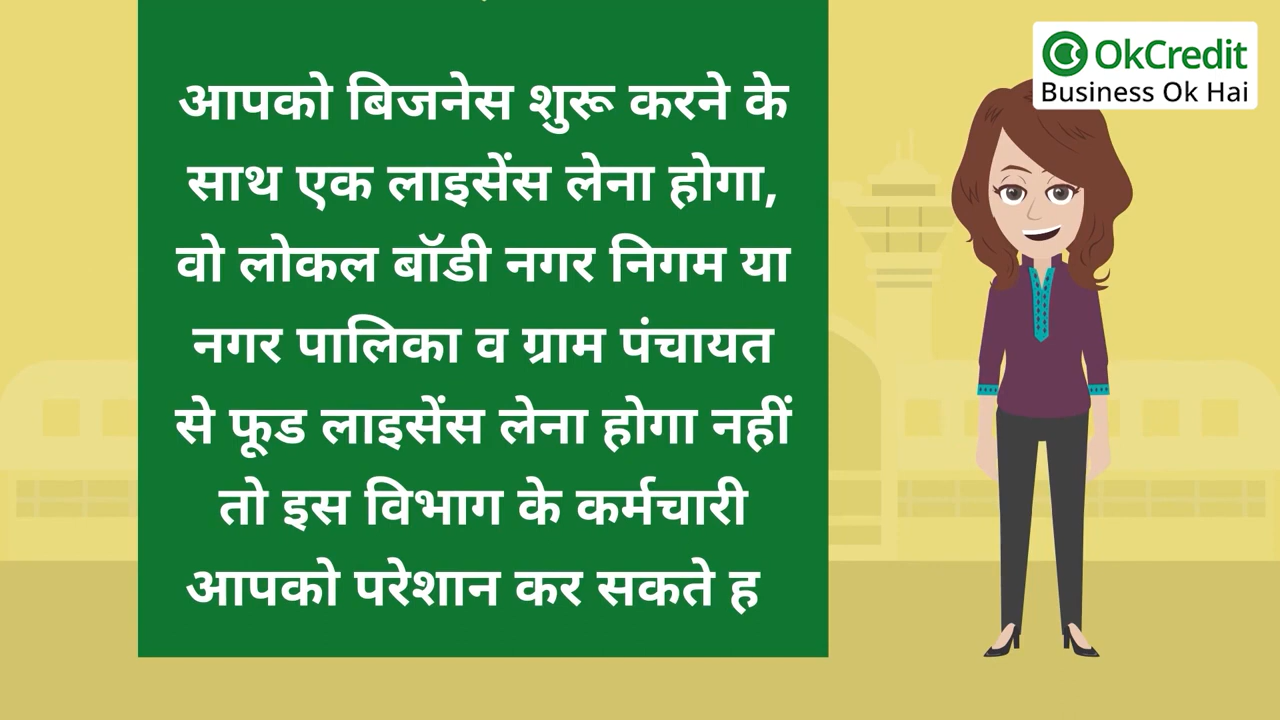 आपको बिजनेस शुरू करने के
साथ एक लाइसेंस लेना होगा,
वो लोकल बॉडी नगर निगम या
नगर पालिका व ग्राम पंचायत
से फूड लाइसेंस लेना होगा नहीं
तो इस विभाग के कर्मचारी
आपको परेशान कर सकते ह
OkCredit
Business Ok Hai